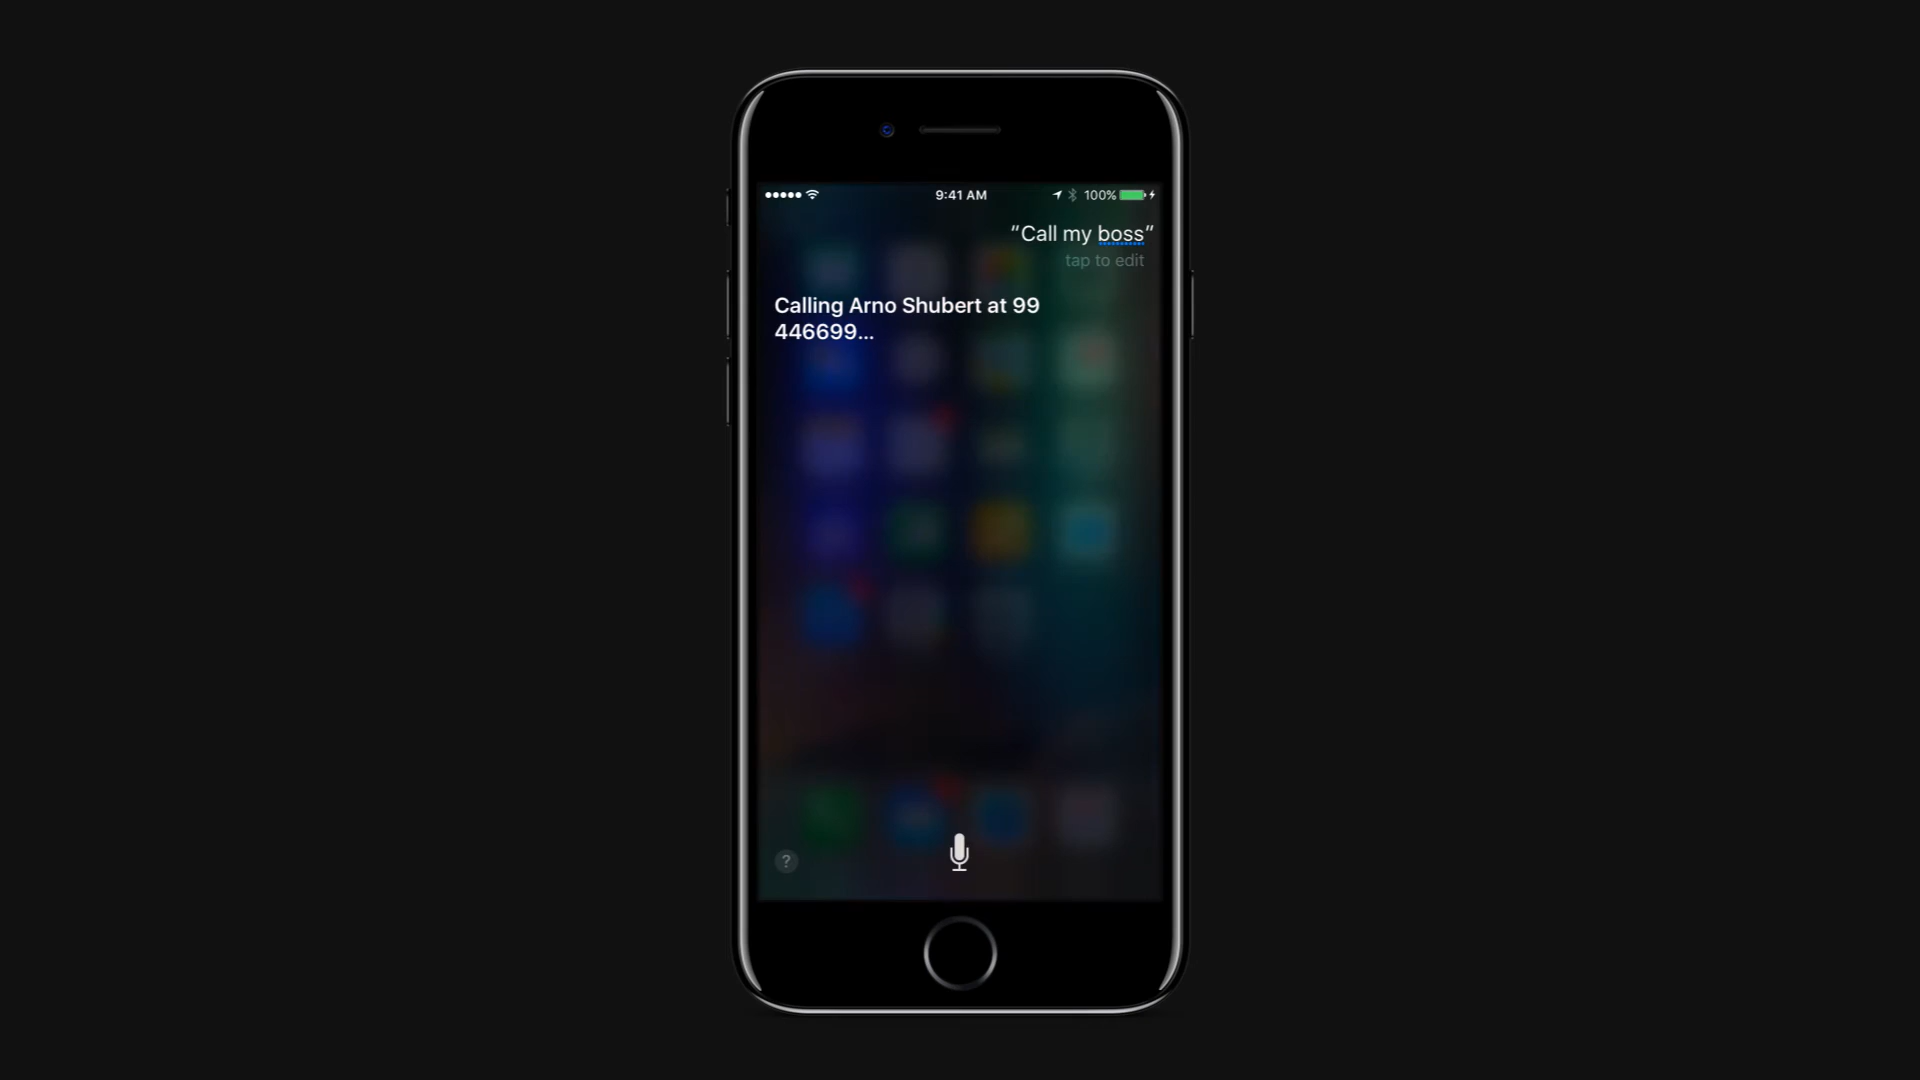 9:41 AM
100%
“Call my boss”
tap to edit
Calling Arno Shubert at 99
446699...
?